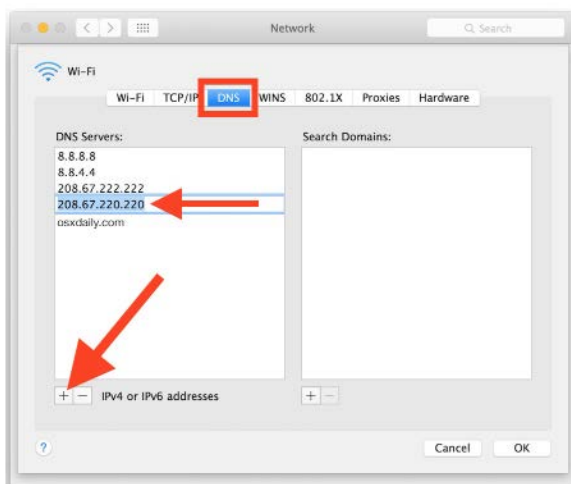 Network
Search
Wi-Fi
Wi-Fi TCP/IP DNS WINS 802.1X Proxies Hardware
DNS Servers:
Search Domains:
8.8.8.8
8.8.4.4
208.67.222.222
208.67.220.220
osxdaily.com
+ − IPv4 or IPv6 addresses
+ −
? Cancel OK